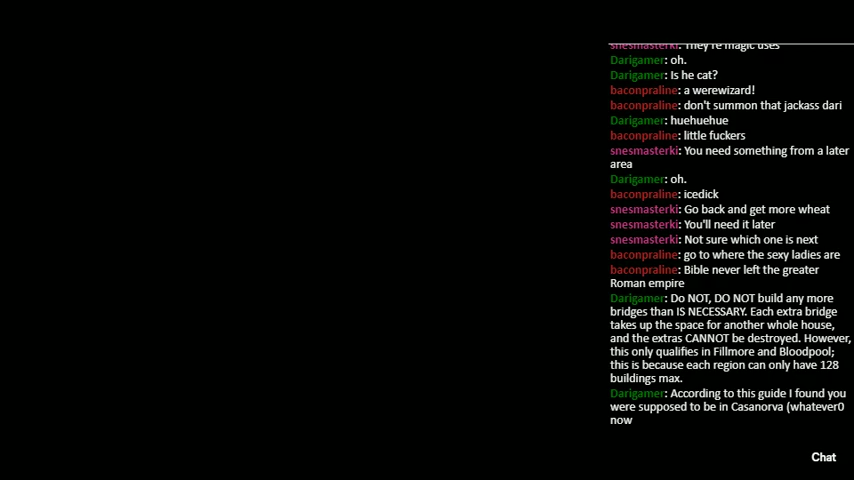 snesmasterki: They're magic uses
Darigamer: oh.
Darigamer: Is he cat?
baconpraline: a werewizard!
baconpraline: don't summon that jackass dari
Darigamer: huehuehue
baconpraline: little fuckers
snesmasterki: You need something from a later
area
Darigamer: oh.
baconpraline: icedick
snesmasterki: Go back and get more wheat
snesmasterki: You'll need it later
snesmasterki: Not sure which one is next
baconpraline: go to where the sexy ladies are
baconpraline: Bible never left the greater
Roman empire
Darigamer: Do NOT, DO NOT build any more
bridges than IS NECESSARY. Each extra bridge
takes up the space for another whole house,
and the extras CANNOT be destroyed. However,
this only qualifies in Fillmore and Bloodpool;
this is because each region can only have 128
buildings max.
Darigamer: According to this guide I found you
were supposed to be in Casanorva (whatever0
now
Chat